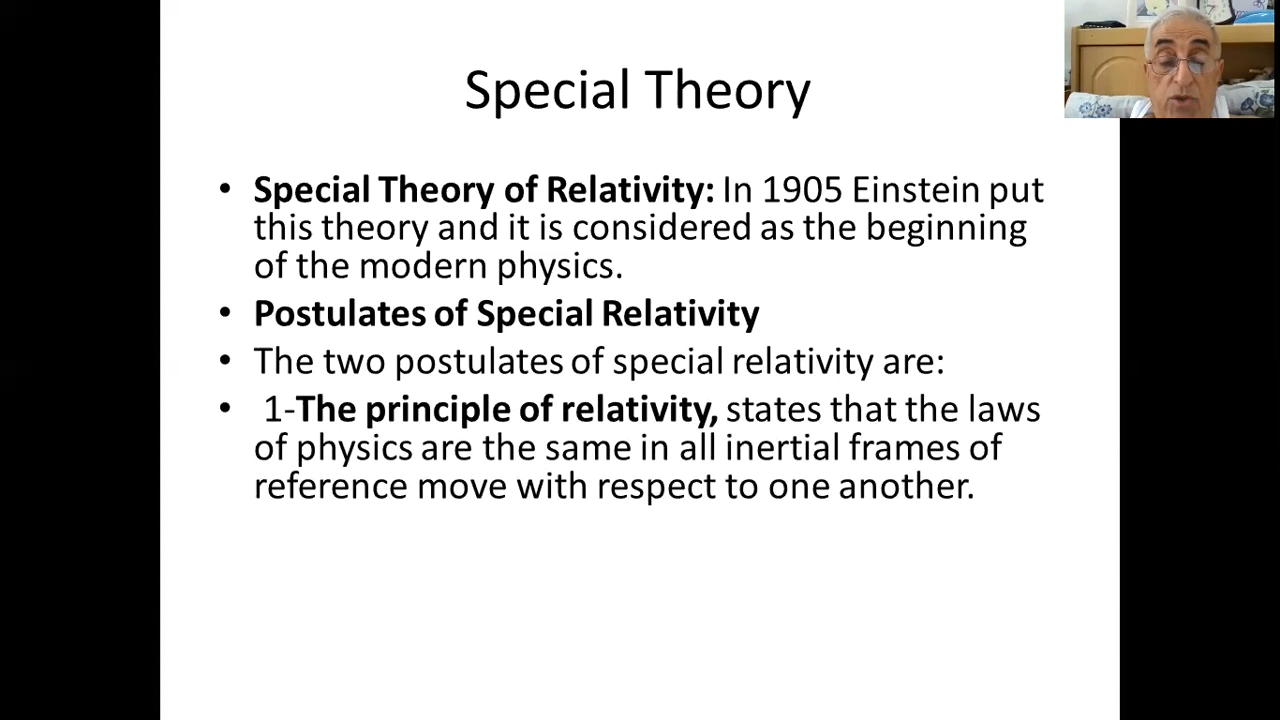 Special Theory
• Special Theory of Relativity: In 1905 Einstein put
this theory and it is considered as the beginning
of the modern physics.
• Postulates of Special Relativity
• The two postulates of special relativity are:
• 1-The principle of relativity, states that the laws
of physics are the same in all inertial frames of
reference move with respect to one another.